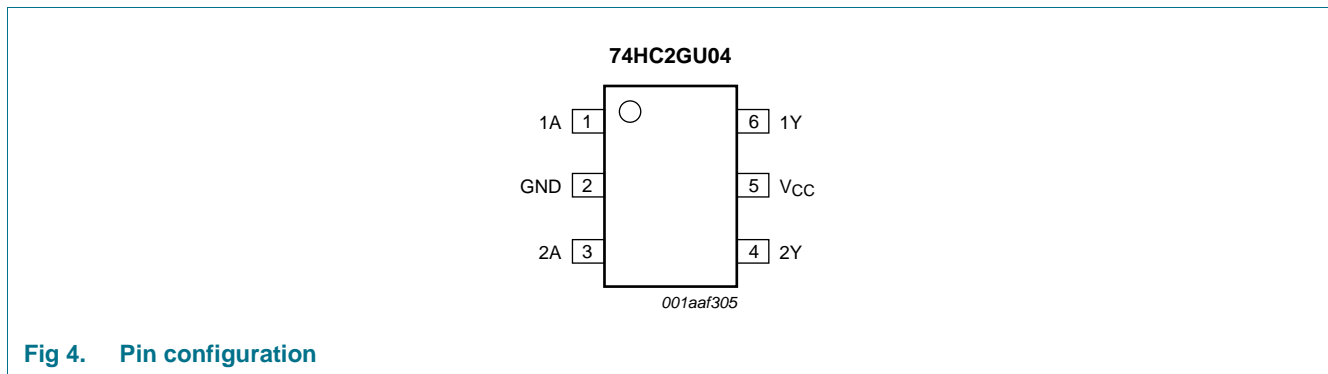 74HC2GU04
1A 1 6 1Y
GND 2 5 VCC
2A 3 4 2Y
001aaf305
Fig 4. Pin configuration